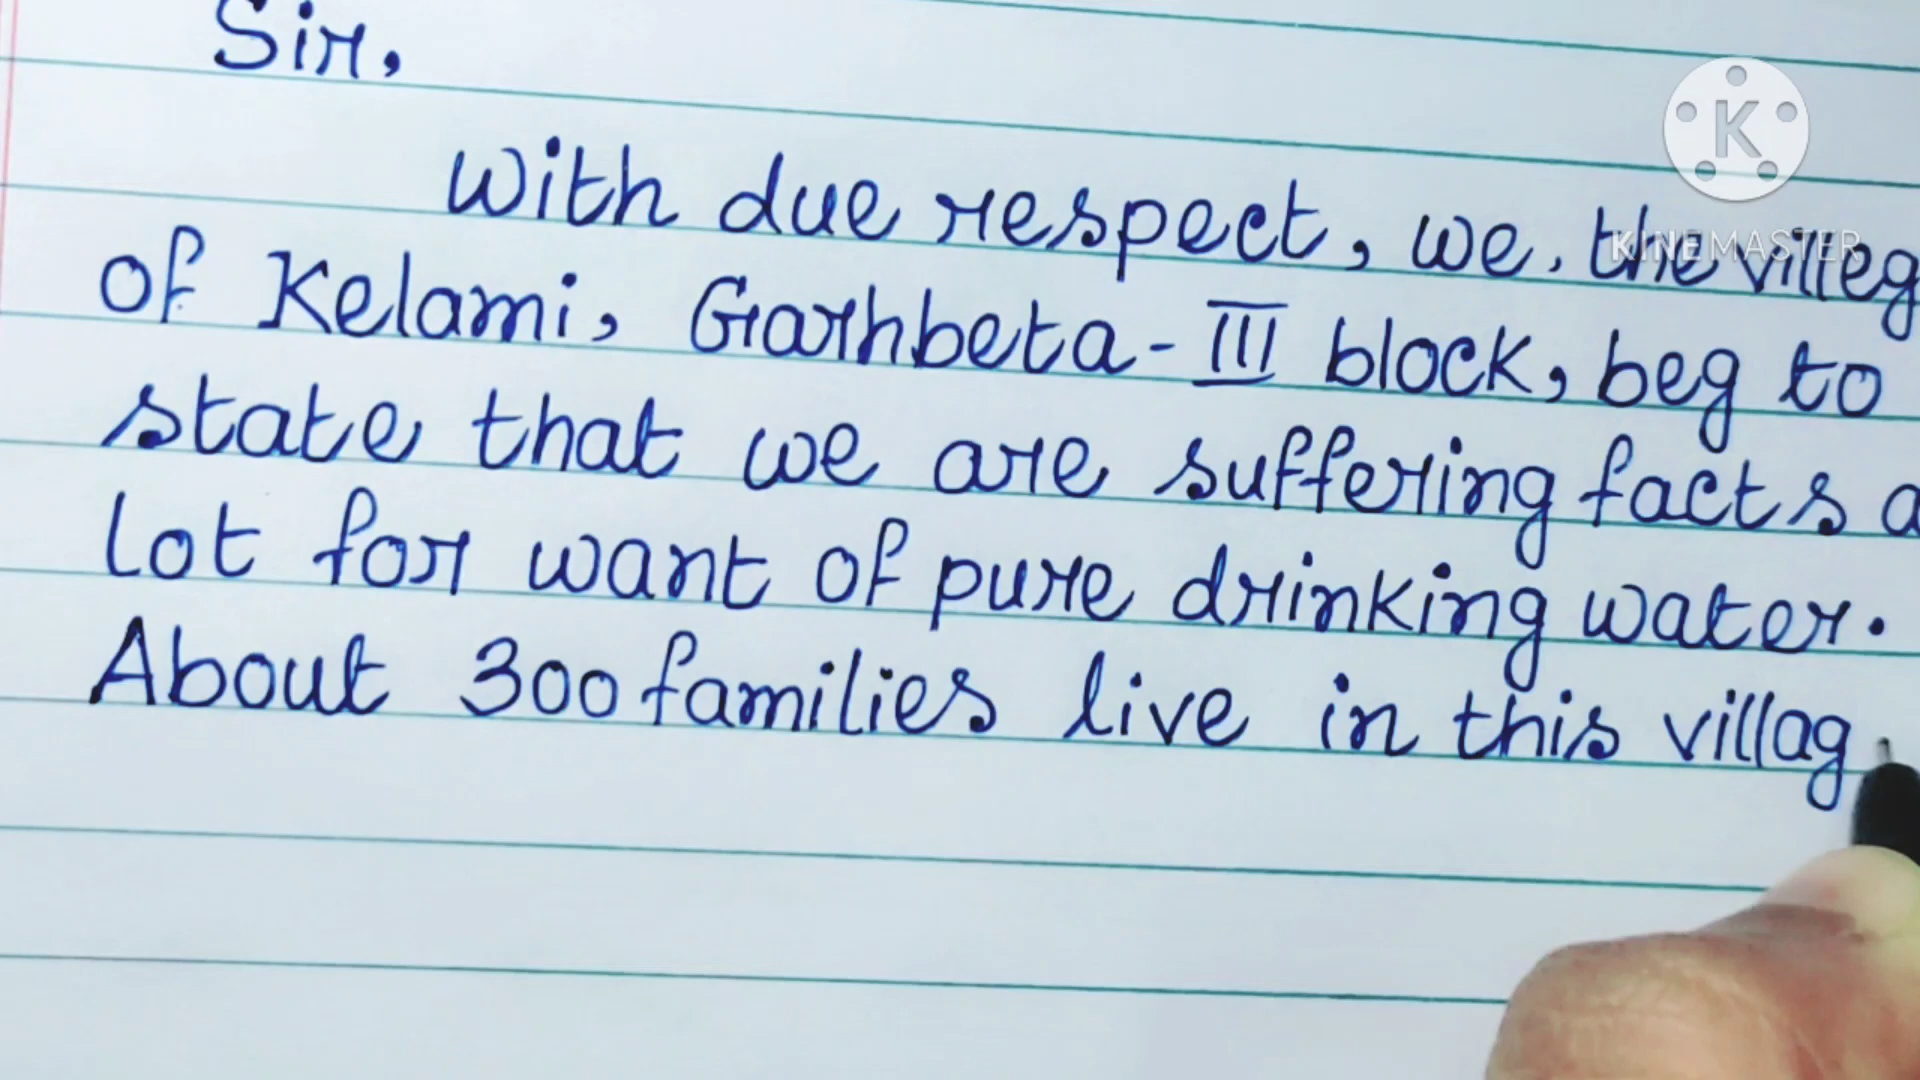 Sir,
With due respect, we, the villeg
of Kelami, Garhbeta-III block, beg to
state that we are suffering facts a
lot for want of pure drinking water.
About 300 families live in this villag
K
KINEMASTER